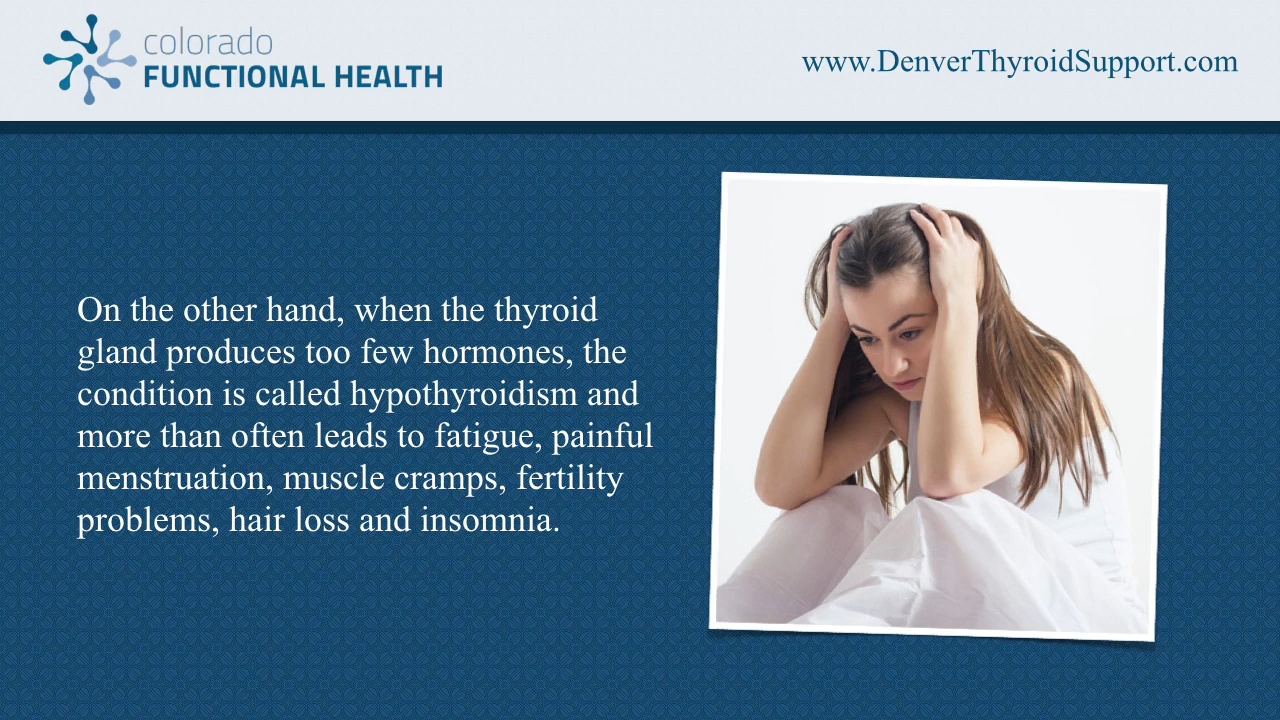 colorado
FUNCTIONAL HEALTH
www.DenverThyroidSupport.com
On the other hand, when the thyroid
gland produces too few hormones, the
condition is called hypothyroidism and
more than often leads to fatigue, painful
menstruation, muscle cramps, fertility
problems, hair loss and insomnia.